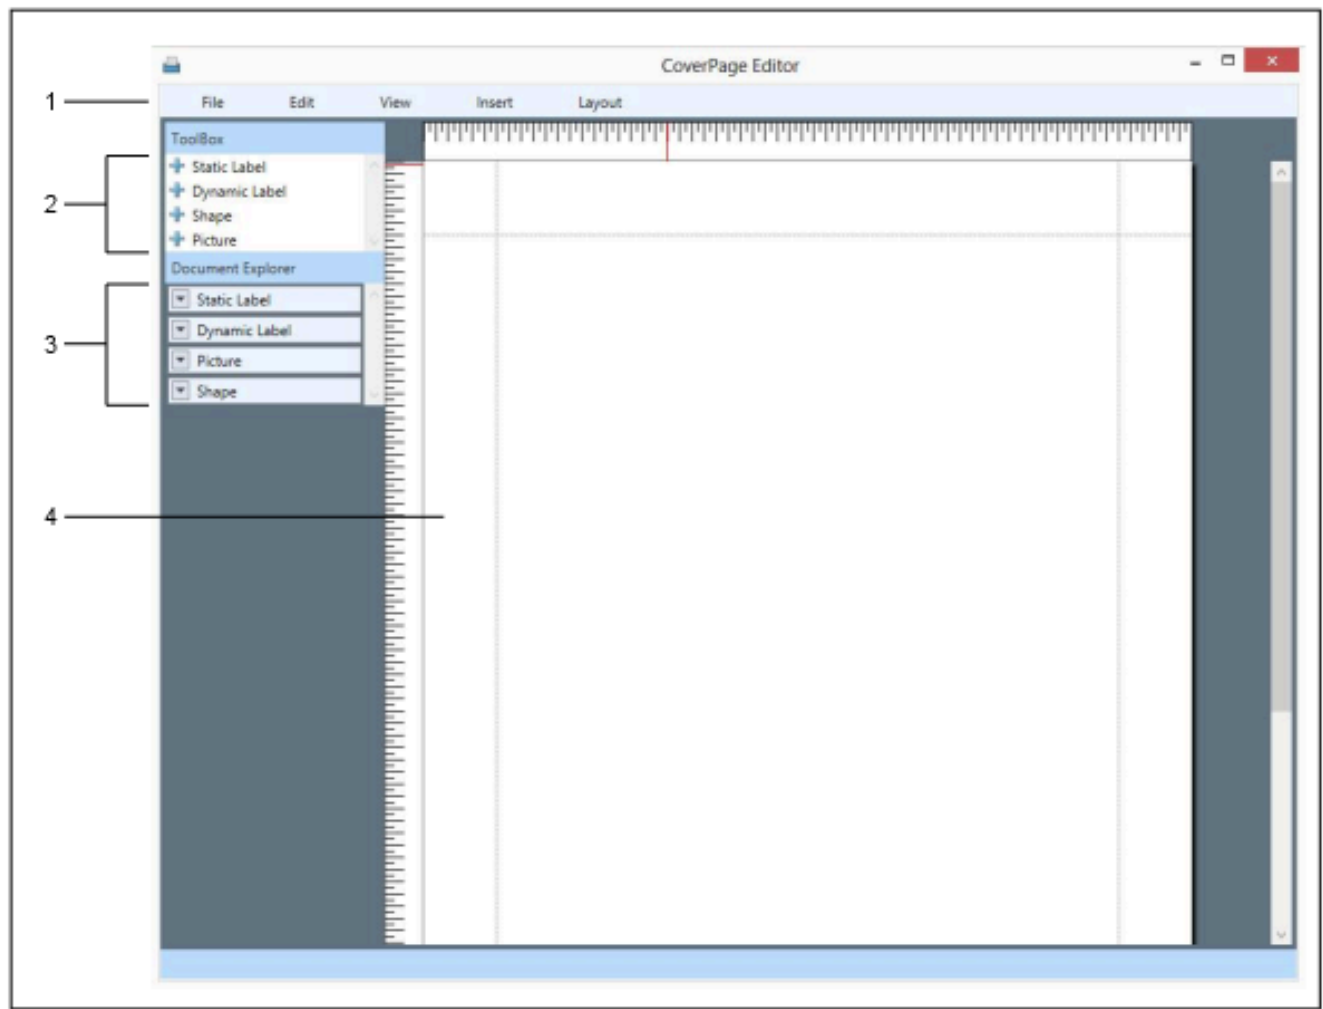 CoverPage Editor
1
File Edit View Insert Layout
ToolBox
2
Static Label
Dynamic Label
Shape
Picture
Document Explorer
3
Static Label
Dynamic Label
Picture
Shape
4